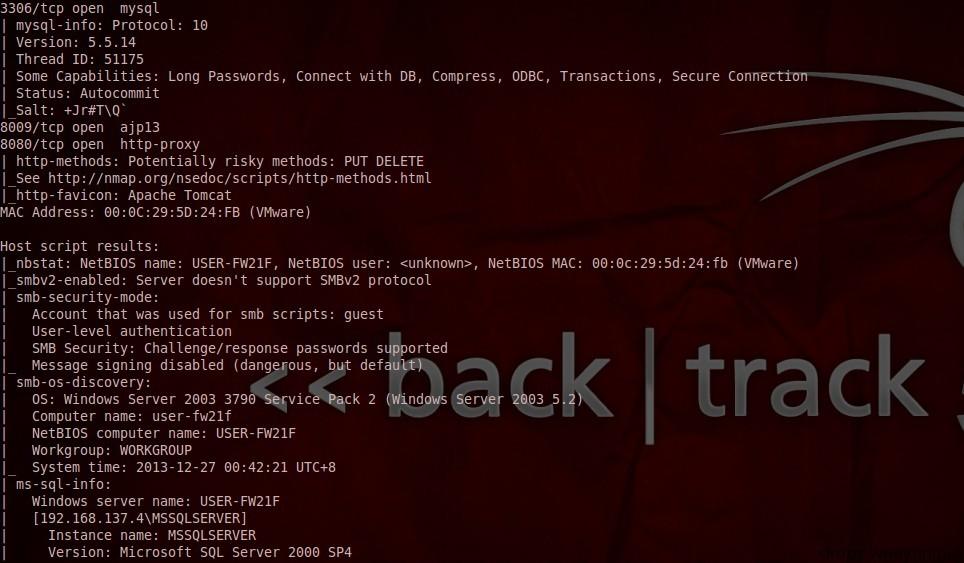 3306/tcp open  mysql
| mysql-info: Protocol: 10
| Version: 5.5.14
| Thread ID: 51175
| Some Capabilities: Long Passwords, Connect with DB, Compress, ODBC, Transactions, Secure Connection
| Status: Autocommit
|_Salt: +Jr#T\Q`
8009/tcp open  ajp13
8080/tcp open  http-proxy
| http-methods: Potentially risky methods: PUT DELETE
|_See http://nmap.org/nsedoc/scripts/http-methods.html
|_http-favicon: Apache Tomcat
MAC Address: 00:0C:29:5D:24:FB (VMware)

Host script results:
|_nbstat: NetBIOS name: USER-FW21F, NetBIOS user: <unknown>, NetBIOS MAC: 00:0c:29:5d:24:fb (VMware)
|_smbv2-enabled: Server doesn't support SMBv2 protocol
| smb-security-mode:
|   Account that was used for smb scripts: guest
|   User-level authentication
|   SMB Security: Challenge/response passwords supported
|_  Message signing disabled (dangerous, but default)
| smb-os-discovery:
|   OS: Windows Server 2003 3790 Service Pack 2 (Windows Server 2003 5.2)
|   Computer name: user-fw21f
|   NetBIOS computer name: USER-FW21F
|   Workgroup: WORKGROUP
|_  System time: 2013-12-27 00:42:21 UTC+8
| ms-sql-info:
|   Windows server name: USER-FW21F
|   [192.168.137.4\MSSQLSERVER]
|     Instance name: MSSQLSERVER
|     Version: Microsoft SQL Server 2000 SP4
<< back | track